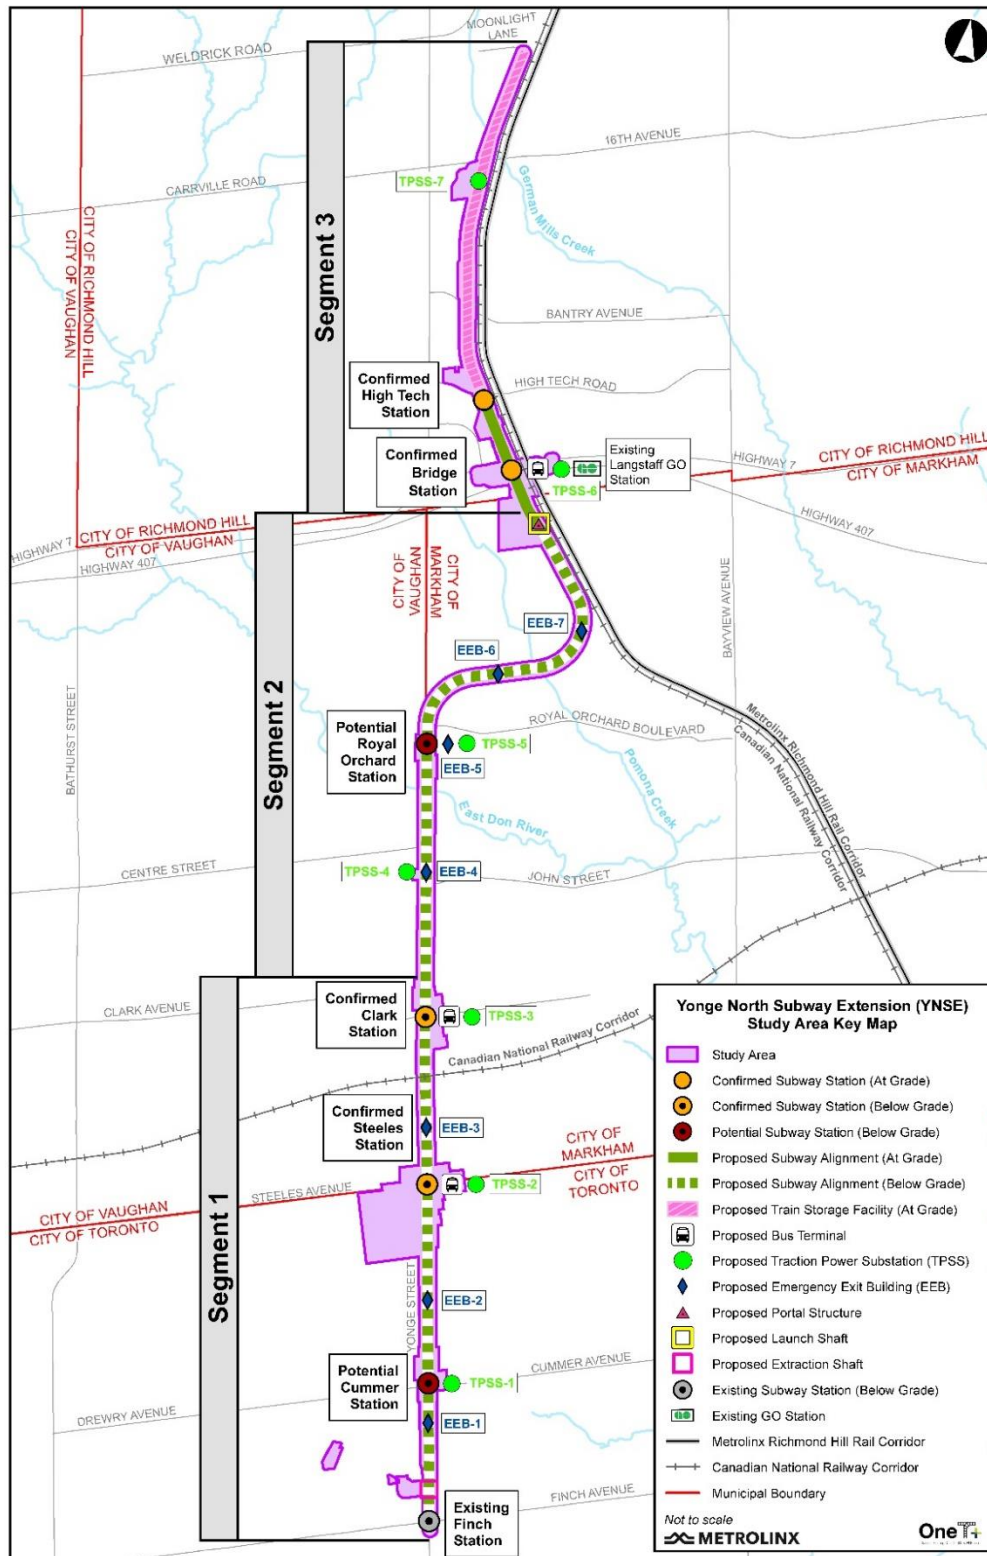 MOONLIGHT
LANE
WELDRICK ROAD
16TH AVENUE
CARRVILLE ROAD
TPSS-7
German Mills Creek
CITY OF RICHMOND HILL
CITY OF VAUGHAN
Segment 3
BANTRY AVENUE
HIGH TECH ROAD
Confirmed
High Tech
Station
Confirmed
Bridge
Station
Existing
Langstaff GO
Station
TPSS-6
HIGHWAY 7
CITY OF RICHMOND HILL
CITY OF MARKHAM
HIGHWAY 407
CITY OF RICHMOND HILL
CITY OF VAUGHAN
HIGHWAY 7
HIGHWAY 407
CITY OF VAUGHAN
CITY OF MARKHAM
BAYVIEW AVENUE
EEB-7
EEB-6
Segment 2
BATHURST STREET
Potential
Royal
Orchard
Station
ROYAL ORCHARD BOULEVARD
TPSS-5
EEB-5
Metrolinx Richmond Hill Rail Corridor
Canadian National Railway Corridor
Pomona Creek
East Don River
CENTRE STREET
TPSS-4
EEB-4
JOHN STREET
CLARK AVENUE
Confirmed
Clark
Station
TPSS-3
Canadian National Railway Corridor
Confirmed
Steeles
Station
EEB-3
CITY OF MARKHAM
CITY OF TORONTO
STEELES AVENUE
TPSS-2
CITY OF VAUGHAN
CITY OF TORONTO
Segment 1
YONGE STREET
EEB-2
Potential
Cummer
Station
CUMMER AVENUE
TPSS-1
DREWRY AVENUE
EEB-1
Existing
Finch
Station
FINCH AVENUE
Yonge North Subway Extension (YNSE)
Study Area Key Map
Study Area
Confirmed Subway Station (At Grade)
Confirmed Subway Station (Below Grade)
Potential Subway Station (Below Grade)
Proposed Subway Alignment (At Grade)
Proposed Subway Alignment (Below Grade)
Proposed Train Storage Facility (At Grade)
Proposed Bus Terminal
Proposed Traction Power Substation (TPSS)
Proposed Emergency Exit Building (EEB)
Proposed Portal Structure
Proposed Launch Shaft
Proposed Extraction Shaft
Existing Subway Station (Below Grade)
Existing GO Station
Metrolinx Richmond Hill Rail Corridor
Canadian National Railway Corridor
Municipal Boundary
Not to scale
METROLINX
OneT+